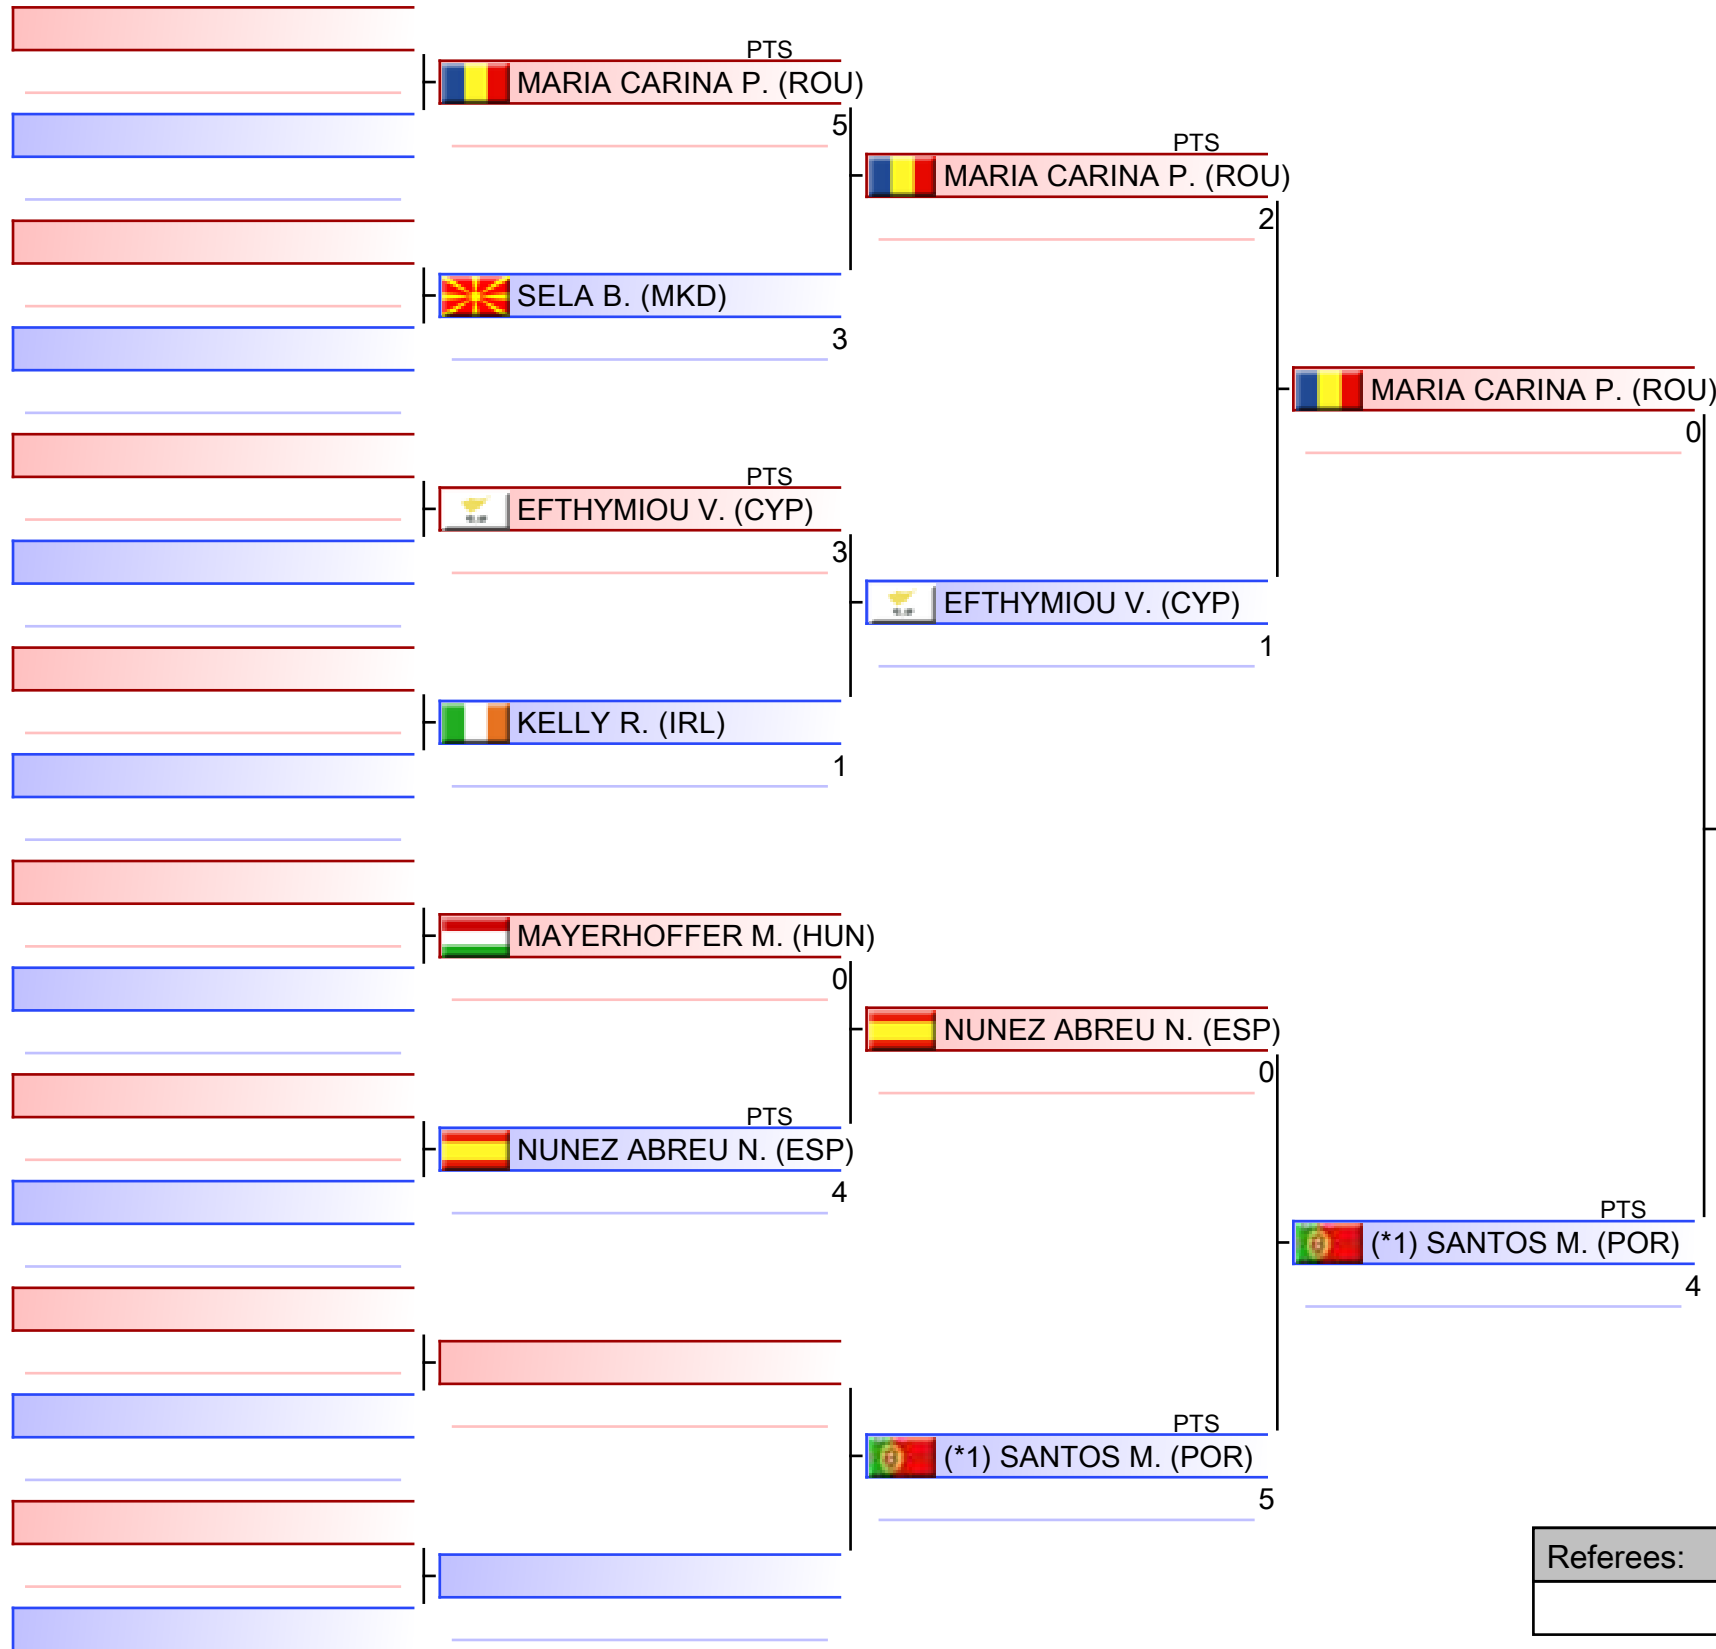 PTS
MARIA CARINA P. (ROU)
5
SELA B. (MKD)
3
PTS
EFTHYMIOU V. (CYP)
3
KELLY R. (IRL)
1
MAYERHOFFER M. (HUN)
0
PTS
NUNEZ ABREU N. (ESP)
4
PTS
MARIA CARINA P. (ROU)
2
EFTHYMIOU V. (CYP)
1
NUNEZ ABREU N. (ESP)
0
PTS
(*1) SANTOS M. (POR)
5
MARIA CARINA P. (ROU)
0
PTS
(*1) SANTOS M. (POR)
4
Referees: